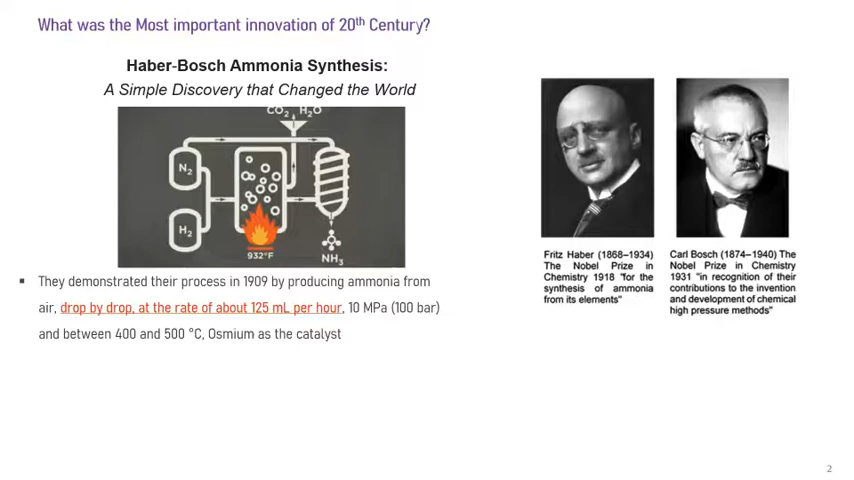 What was the Most important innovation of 20th Century?
Haber-Bosch Ammonia Synthesis:
A Simple Discovery that Changed the World
CO2 H2O
N2
H2
932°F
NH3
▪ They demonstrated their process in 1909 by producing ammonia from
air, drop by drop, at the rate of about 125 mL per hour, 10 MPa (100 bar)
and between 400 and 500 °C, Osmium as the catalyst
Fritz Haber (1868–1934)
The Nobel Prize in
Chemistry 1918 "for the
synthesis of ammonia
from its elements"
Carl Bosch (1874–1940) The
Nobel Prize in Chemistry
1931 "in recognition of their
contributions to the invention
and development of chemical
high pressure methods"
2